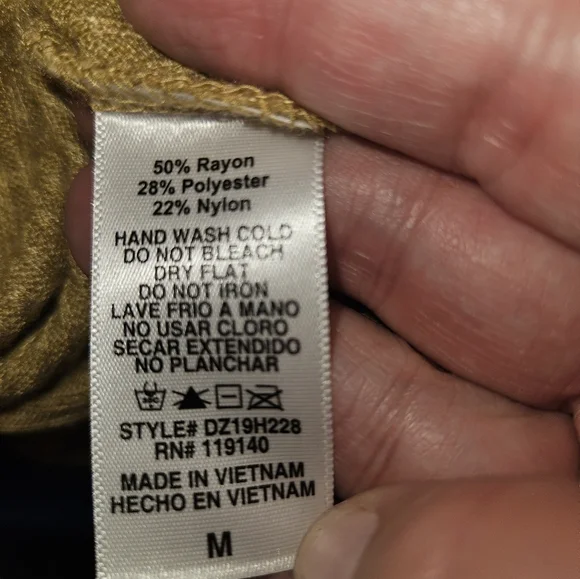 50% Rayon
28% Polyester
22% Nylon
HAND WASH COLD
DO NOT BLEACH
DRY FLAT
DO NOT IRON
LAVE FRIO A MANO
NO USAR CLORO
SECAR EXTENDIDO
NO PLANCHAR
STYLE# DZ19H228
RN# 119140
MADE IN VIETNAM
HECHO EN VIETNAM
M